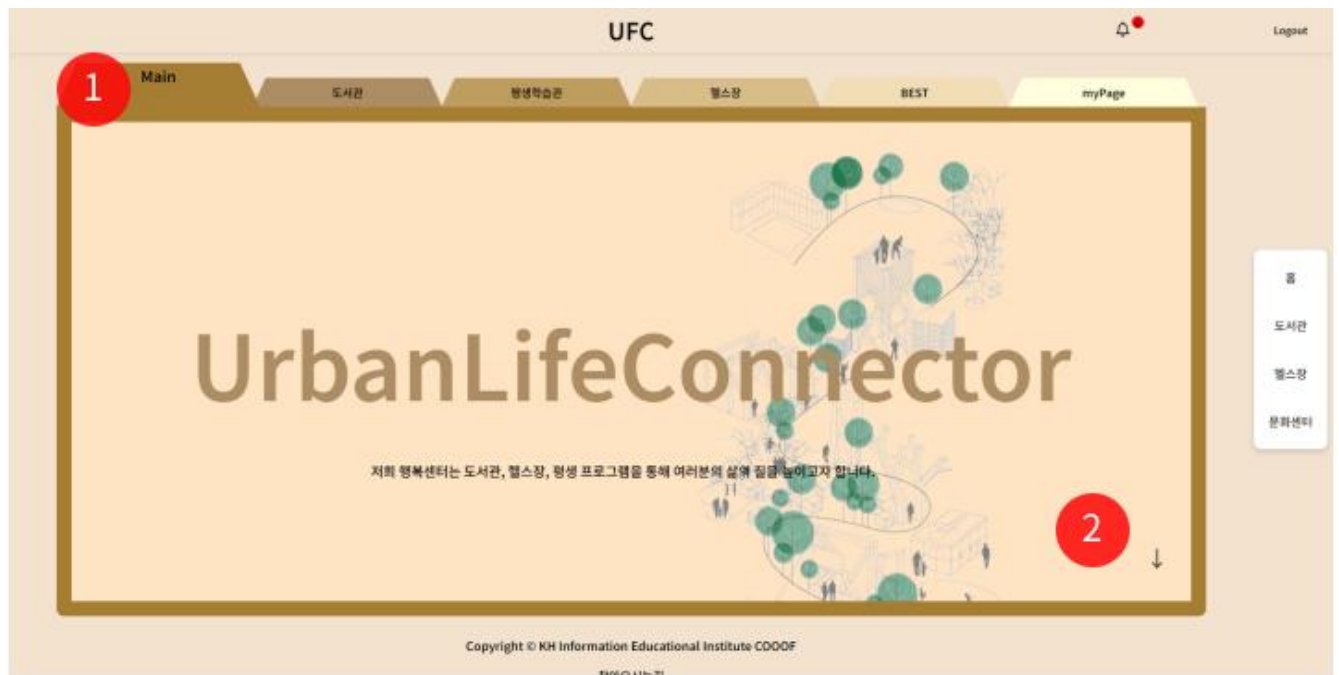 UFC
Logout
1
Main
도서관
평생학습관
헬스장
BEST
myPage
UrbanLifeConnector
저희 행복센터는 도서관, 헬스장, 평생 프로그램을 통해 여러분의 삶의 질을 높이고자 합니다.
홈
도서관
헬스장
문화센터
2
↓
Copyright © KH Information Educational Institute COOOF